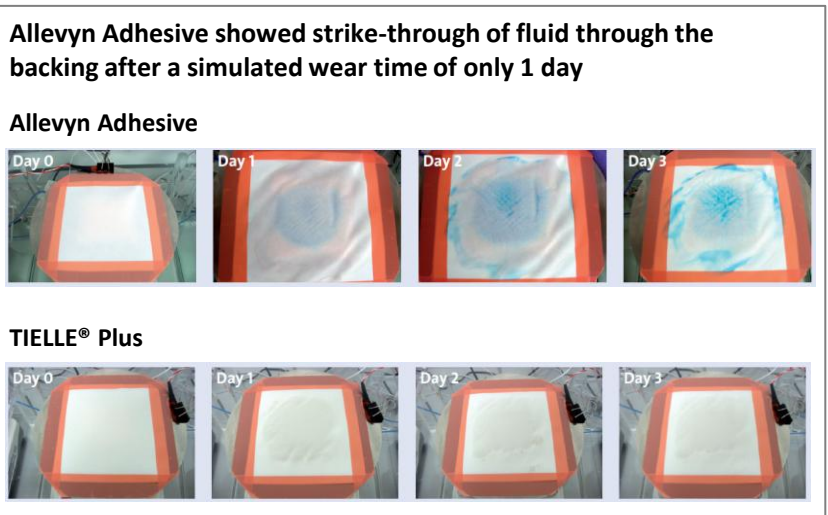 Allevyn Adhesive showed strike-through of fluid through the
backing after a simulated wear time of only 1 day
Allevyn Adhesive
Day 0
Day 1
Day 2
Day 3
TIELLE® Plus
Day 0
Day 1
Day 2
Day 3